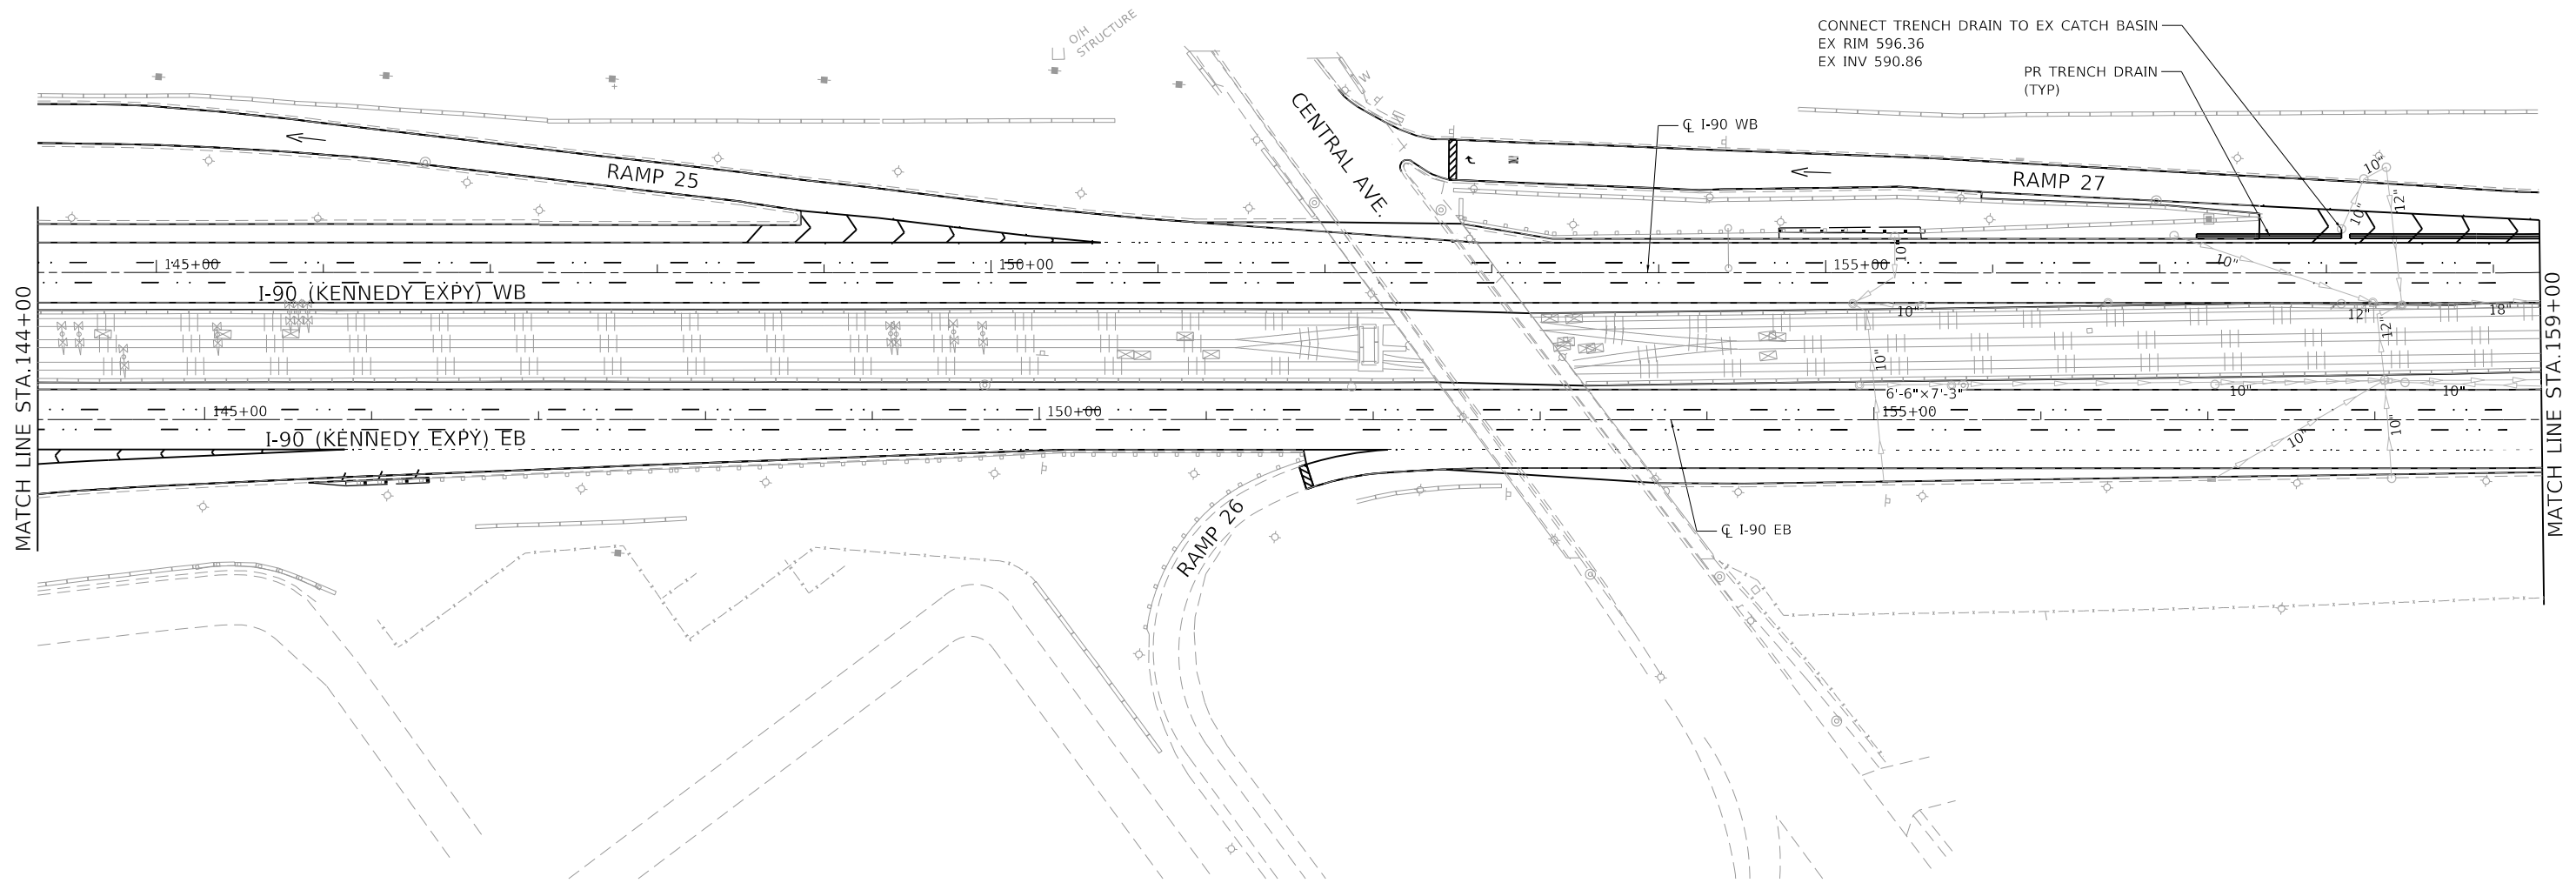 O/H
STRUCTURE
CONNECT TRENCH DRAIN TO EX CATCH BASIN
EX RIM 596.36
EX INV 590.86
PR TRENCH DRAIN
(TYP)
CENTRAL AVE.
W
℄ I-90 WB
RAMP 25
RAMP 27
10"
12"
10"
145+00
150+00
155+00
10"
10"
I-90 (KENNEDY EXPY) WB
10"
12"
18"
12"
10"
MATCH LINE STA.144+00
MATCH LINE STA.159+00
6'-6"×7'-3"
10"
10"
145+00
150+00
155+00
I-90 (KENNEDY EXPY) EB
10"
10"
RAMP 26
℄ I-90 EB